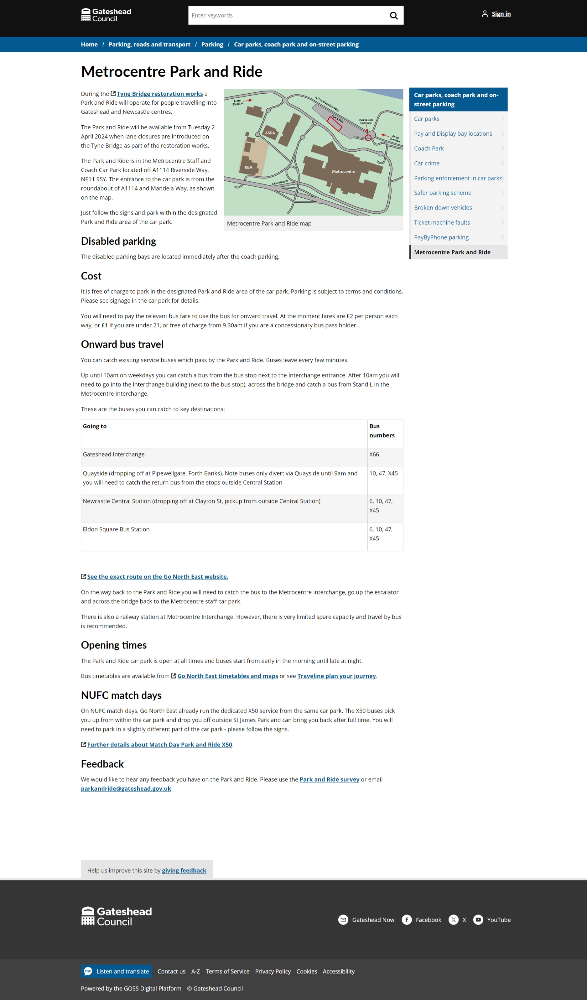 Gateshead
Council
Enter keywords
Sign in
Home / Parking, roads and transport / Parking / Car parks, coach park and on-street parking
Metrocentre Park and Ride
During the Tyne Bridge restoration works a
Park and Ride will operate for people travelling into
Gateshead and Newcastle centres.
The Park and Ride will be available from Tuesday 2
April 2024 when lane closures are introduced on
the Tyne Bridge as part of the restoration works.
The Park and Ride is in the Metrocentre Staff and
Coach Car Park located off A1114 Riverside Way,
NE11 9SY. The entrance to the car park is from the
roundabout of A1114 and Mandela Way, as shown
on the map.
Just follow the signs and park within the designated
Park and Ride area of the car park.
From
Blaydon
A1114 Riverside Way
Park & Ride
Park & Ride
Entrance
From
Dunston
ASDA
IKEA
Metrocentre
A1 Junction 71
Metrocentre Park and Ride map
Car parks, coach park and on-
street parking
Car parks
Pay and Display bay locations
Coach Park
Car crime
Parking enforcement in car parks
Safer parking scheme
Broken down vehicles
Ticket machine faults
PayByPhone parking
Metrocentre Park and Ride
Disabled parking
The disabled parking bays are located immediately after the coach parking.
Cost
It is free of charge to park in the designated Park and Ride area of the car park. Parking is subject to terms and conditions.
Please see signage in the car park for details.
You will need to pay the relevant bus fare to use the bus for onward travel. At the moment fares are £2 per person each
way, or £1 if you are under 21, or free of charge from 9.30am if you are a concessionary bus pass holder.
Onward bus travel
You can catch existing service buses which pass by the Park and Ride. Buses leave every few minutes.
Up until 10am on weekdays you can catch a bus from the bus stop next to the Interchange entrance. After 10am you will
need to go into the Interchange building (next to the bus stop), across the bridge and catch a bus from Stand L in the
Metrocentre Interchange.
These are the buses you can catch to key destinations:
Going to
Bus
numbers
Gateshead Interchange
X66
Quayside (dropping off at Pipewellgate, Forth Banks). Note buses only divert via Quayside until 9am and
you will need to catch the return bus from the stops outside Central Station
10, 47, X45
Newcastle Central Station (dropping off at Clayton St, pickup from outside Central Station)
6, 10, 47,
X45
Eldon Square Bus Station
6, 10, 47,
X45
See the exact route on the Go North East website.
On the way back to the Park and Ride you will need to catch the bus to the Metrocentre Interchange, go up the escalator
and across the bridge back to the Metrocentre staff car park.
There is also a railway station at Metrocentre Interchange. However, there is very limited spare capacity and travel by bus
is recommended.
Opening times
The Park and Ride car park is open at all times and buses start from early in the morning until late at night.
Bus timetables are available from Go North East timetables and maps or see Traveline plan your journey.
NUFC match days
On NUFC match days, Go North East already run the dedicated X50 service from the same car park. The X50 buses pick
you up from within the car park and drop you off outside St James Park and can bring you back after full time. You will
need to park in a slightly different part of the car park - please follow the signs.
Further details about Match Day Park and Ride X50.
Feedback
We would like to hear any feedback you have on the Park and Ride. Please use the Park and Ride survey or email
parkandride@gateshead.gov.uk.
Help us improve this site by giving feedback
Gateshead
Council
Gateshead Now
Facebook
X
YouTube
me
Listen and translate
Contact us
A-Z
Terms of Service
Privacy Policy
Cookies
Accessibility
Powered by the GOSS Digital Platform
© Gateshead Council